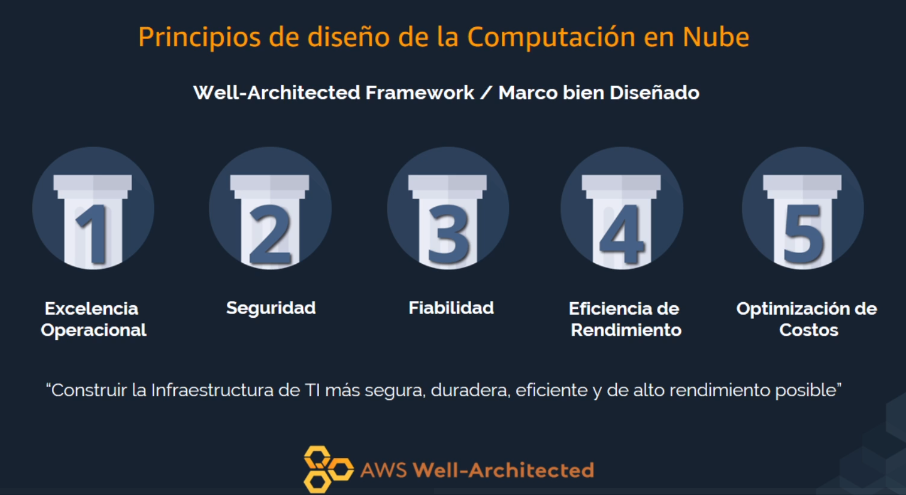 Principios de diseño de la Computación en Nube
Well-Architected Framework / Marco bien Diseñado
1 2 3 4 5
Excelencia Operacional
Seguridad
Fiabilidad
Eficiencia de Rendimiento
Optimización de Costos
“Construir la Infraestructura de TI más segura, duradera, eficiente y de alto rendimiento posible”
AWS Well-Architected